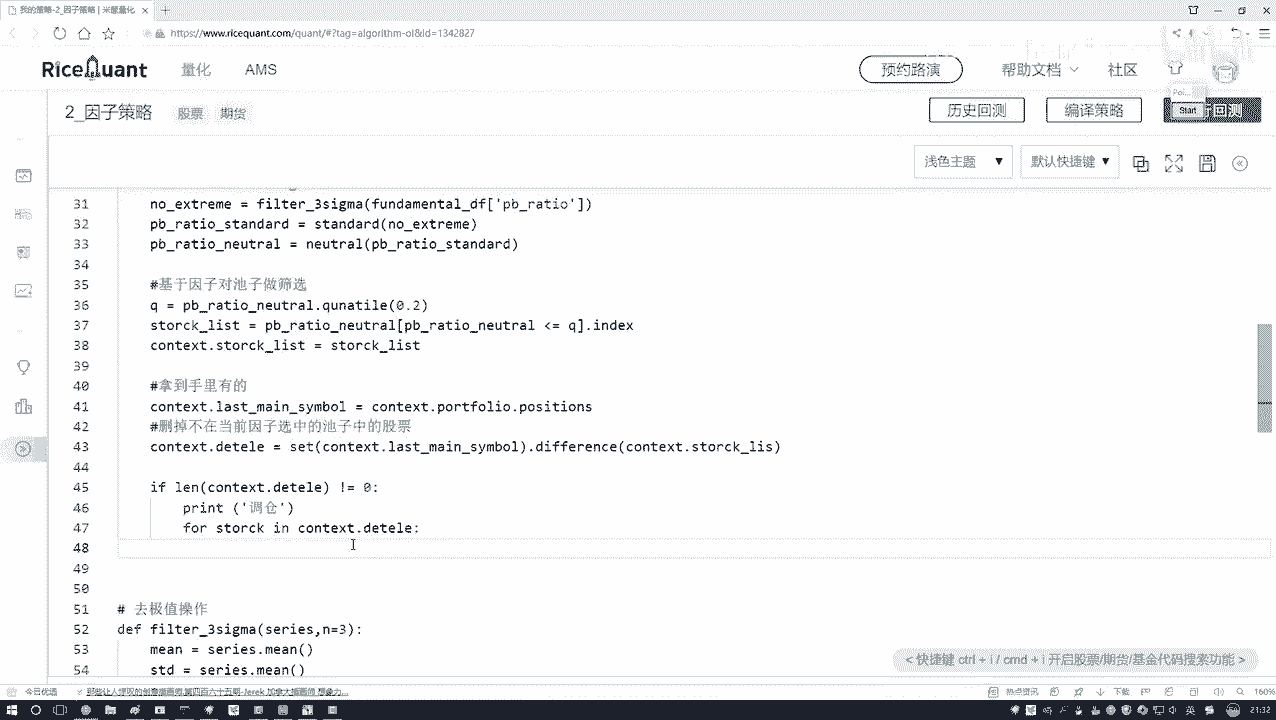 我的策略-2_因子策略 | 米筐量化
https://www.ricequant.com/quant/#?tag=algorithm-ol&id=1342827
RiceQuant 量化 AMS 预约路演 帮助文档 社区
2_因子策略 股票 期货 历史回测 编译策略 Start
浅色主题 默认快捷键
31 no_extreme = filter_3sigma(fundamental_df['pb_ratio'])
32 pb_ratio_standard = standard(no_extreme)
33 pb_ratio_neutral = neutral(pb_ratio_standard)
34
35 #基于因子对池子做筛选
36 q = pb_ratio_neutral.qunatile(0.2)
37 storck_list = pb_ratio_neutral[pb_ratio_neutral <= q].index
38 context.storck_list = storck_list
39
40 #拿到手里有的
41 context.last_main_symbol = context.portfolio.positions
42 #删掉不在当前因子选中的池子中的股票
43 context.detele = set(context.last_main_symbol).difference(context.storck_lis)
44
45 if len(context.detele) != 0:
46 print ('调仓')
47 for storck in context.detele:
48
49
50
51 # 去极值操作
52 def filter_3sigma(series,n=3):
53 mean = series.mean()
54 std = series.mean()
<快捷键 ctrl + i / cmd + i 开启股票/期货/基金代码搜索功能 >
今日优选 热点资讯 下载 160%
21:32